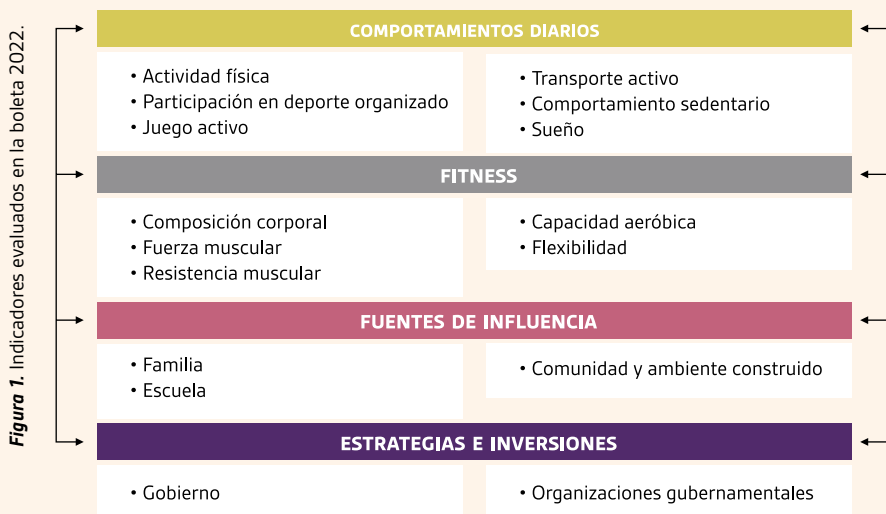 Figura 1. Indicadores evaluados en la boleta 2022.
COMPORTAMIENTOS DIARIOS
• Actividad física
• Participación en deporte organizado
• Juego activo
• Transporte activo
• Comportamiento sedentario
• Sueño
FITNESS
• Composición corporal
• Fuerza muscular
• Resistencia muscular
• Capacidad aeróbica
• Flexibilidad
FUENTES DE INFLUENCIA
• Familia
• Escuela
• Comunidad y ambiente construido
ESTRATEGIAS E INVERSIONES
• Gobierno
• Organizaciones gubernamentales